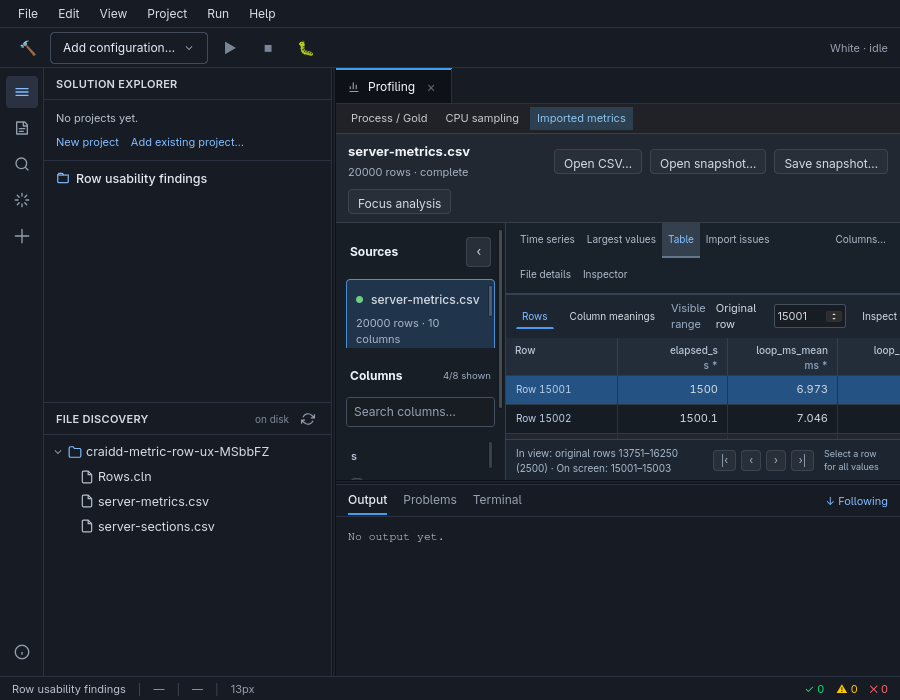 File Edit View Project Run Help
Add configuration...
White · idle
SOLUTION EXPLORER
No projects yet.
New project Add existing project...
Row usability findings
FILE DISCOVERY on disk
craidd-metric-row-ux-MSbbFZ
Rows.cln
server-metrics.csv
server-sections.csv
Profiling
Process / Gold CPU sampling Imported metrics
server-metrics.csv
20000 rows · complete
Open CSV... Open snapshot... Save snapshot...
Focus analysis
Sources
server-metrics.csv
20000 rows · 10
columns
Columns 4/8 shown
Search columns...
s
Time series Largest values Table Import issues Columns...
File details Inspector
Rows Column meanings Visible range Original row 15001 Inspect
Row elapsed_s loop_ms_mean loop_
s * ms *
Row 15001 1500 6.973
Row 15002 1500.1 7.046
In view: original rows 13751–16250
(2500) · On screen: 15001–15003
Select a row
for all values
Output Problems Terminal ↓ Following
No output yet.
Row usability findings — — 13px
0 0 0